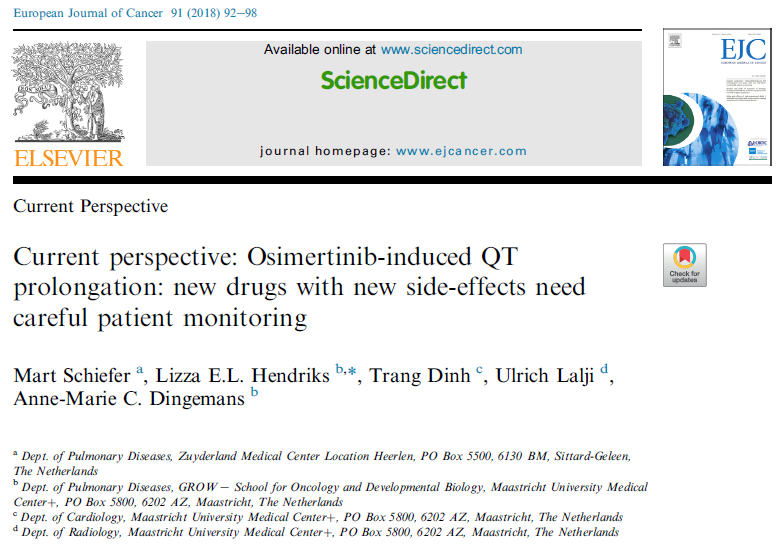 European Journal of Cancer 91 (2018) 92–98
Available online at www.sciencedirect.com
ScienceDirect
journal homepage: www.ejcancer.com
ELSEVIER
EJC
Current Perspective
Current perspective: Osimertinib-induced QT
prolongation: new drugs with new side-effects need
careful patient monitoring
Check for
updates
Mart Schiefer a, Lizza E.L. Hendriks b,*, Trang Dinh c, Ulrich Lalji d,
Anne-Marie C. Dingemans b
a Dept. of Pulmonary Diseases, Zuyderland Medical Center Location Heerlen, PO Box 5500, 6130 BM, Sittard-Geleen,
The Netherlands
b Dept. of Pulmonary Diseases, GROW – School for Oncology and Developmental Biology, Maastricht University Medical
Center+, PO Box 5800, 6202 AZ, Maastricht, The Netherlands
c Dept. of Cardiology, Maastricht University Medical Center+, PO Box 5800, 6202 AZ, Maastricht, The Netherlands
d Dept. of Radiology, Maastricht University Medical Center+, PO Box 5800, 6202 AZ, Maastricht, The Netherlands